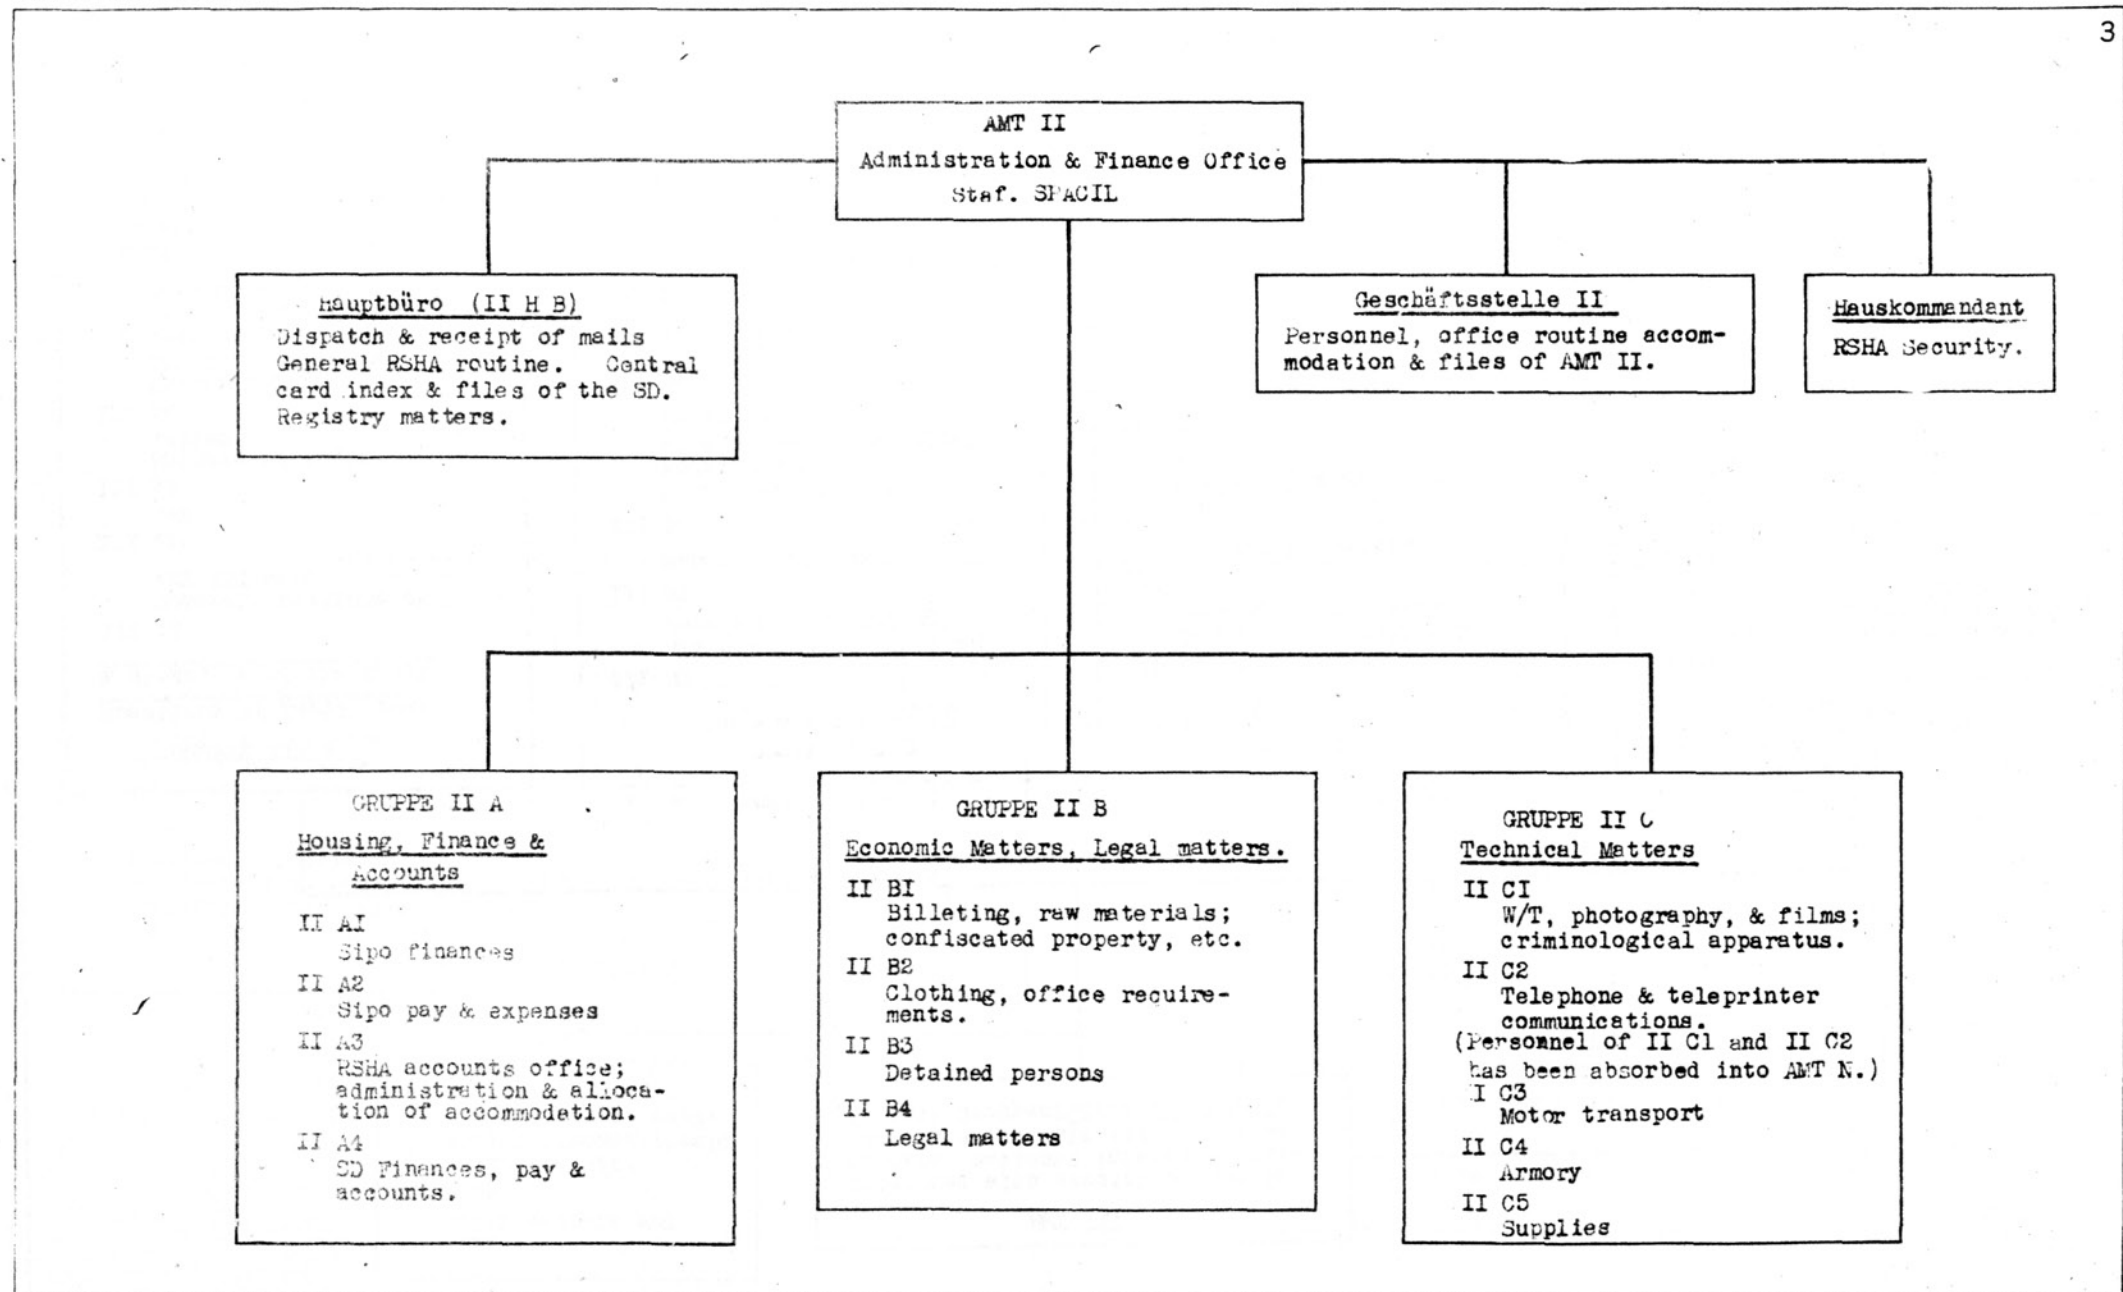 3
AMT II
Administration & Finance Office
Staf. SPACIL
Hauptbüro (II H B)
Dispatch & receipt of mails
General RSHA routine. Central
card index & files of the SD.
Registry matters.
Geschäftsstelle II
Personnel, office routine accom-
modation & files of AMT II.
Hauskommandant
RSHA Security.
GRUPPE II A
Housing, Finance &
Accounts
II AI
Sipo finances
II A2
Sipo pay & expenses
II A3
RSHA accounts office;
administration & alloca-
tion of accommodation.
II A4
SD Finances, pay &
accounts.
GRUPPE II B
Economic Matters, Legal matters.
II BI
Billeting, raw materials;
confiscated property, etc.
II B2
Clothing, office require-
ments.
II B3
Detained persons
II B4
Legal matters
GRUPPE II C
Technical Matters
II CI
W/T, photography, & films;
criminological apparatus.
II C2
Telephone & teleprinter
communications.
(Personnel of II C1 and II C2
has been absorbed into AMT N.)
I C3
Motor transport
II C4
Armory
II C5
Supplies